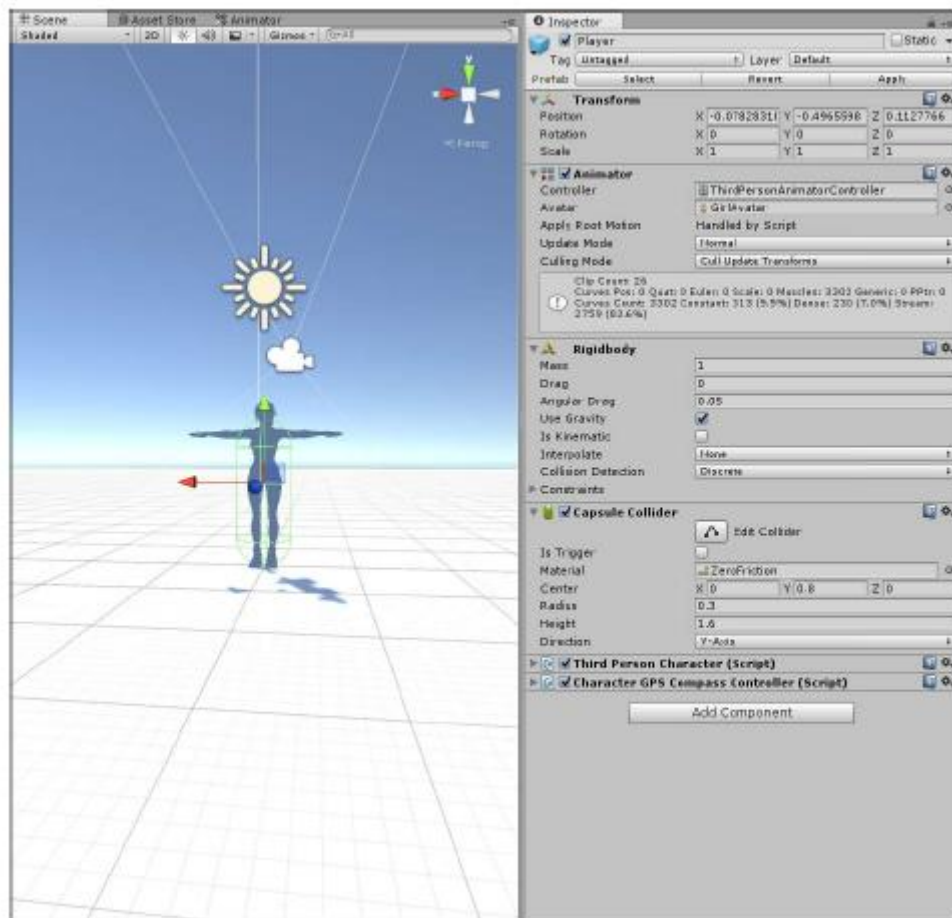 Scene Asset Store Animator
Shaded 2D Gizmos All
y
Persp
Inspector
Player Static
Tag Untagged Layer Default
Prefab Select Revert Apply
Transform
Position X -0.0782831 Y -0.4965598 Z 0.1127766
Rotation X 0 Y 0 Z 0
Scale X 1 Y 1 Z 1
Animator
Controller ThirdPersonAnimatorController
Avatar GirlAvatar
Apply Root Motion Handled by Script
Update Mode Normal
Culling Mode Cull Update Transforms
Clip Count: 26
Curves Pos: 0 Quat: 0 Euler: 0 Scale: 0 Muscles: 3302 Generic: 0 PPtr: 0
Curves Count: 3302 Constant: 313 (9.5%) Dense: 230 (7.0%) Stream:
2759 (83.6%)
Rigidbody
Mass 1
Drag 0
Angular Drag 0.05
Use Gravity
Is Kinematic
Interpolate None
Collision Detection Discrete
Constraints
Capsule Collider
Edit Collider
Is Trigger
Material ZeroFriction
Center X 0 Y 0.8 Z 0
Radius 0.3
Height 1.6
Direction Y-Axis
Third Person Character (Script)
Character GPS Compass Controller (Script)
Add Component